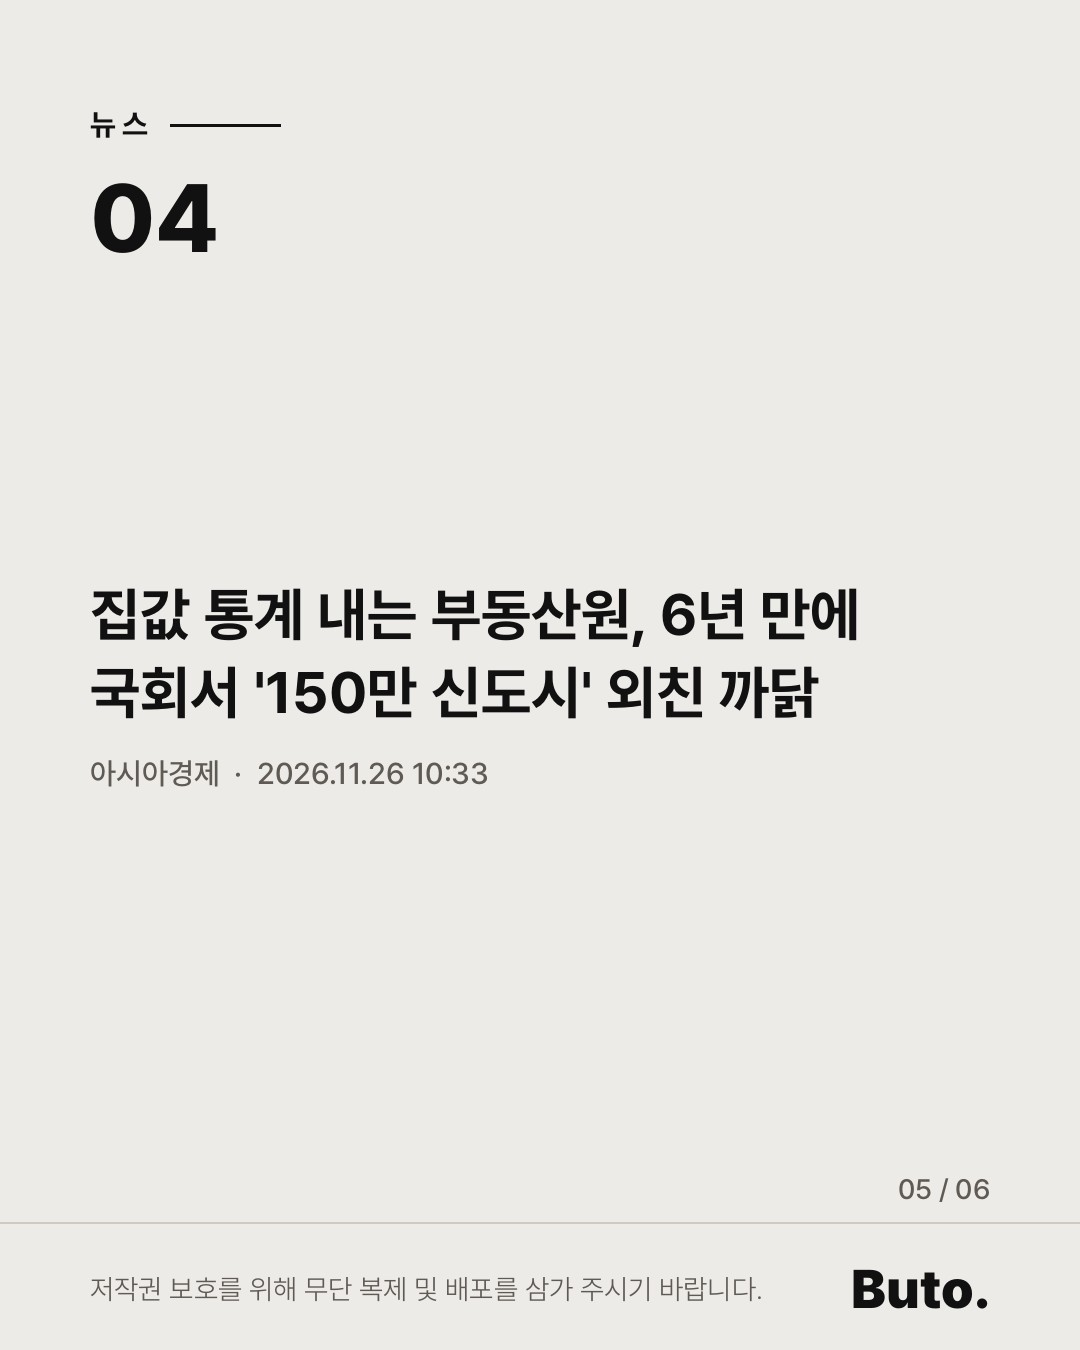 뉴스
04
집값 통계 내는 부동산원, 6년 만에
국회서 '150만 신도시' 외친 까닭
아시아경제 · 2026.11.26 10:33
05 / 06
저작권 보호를 위해 무단 복제 및 배포를 삼가 주시기 바랍니다.
Buto.